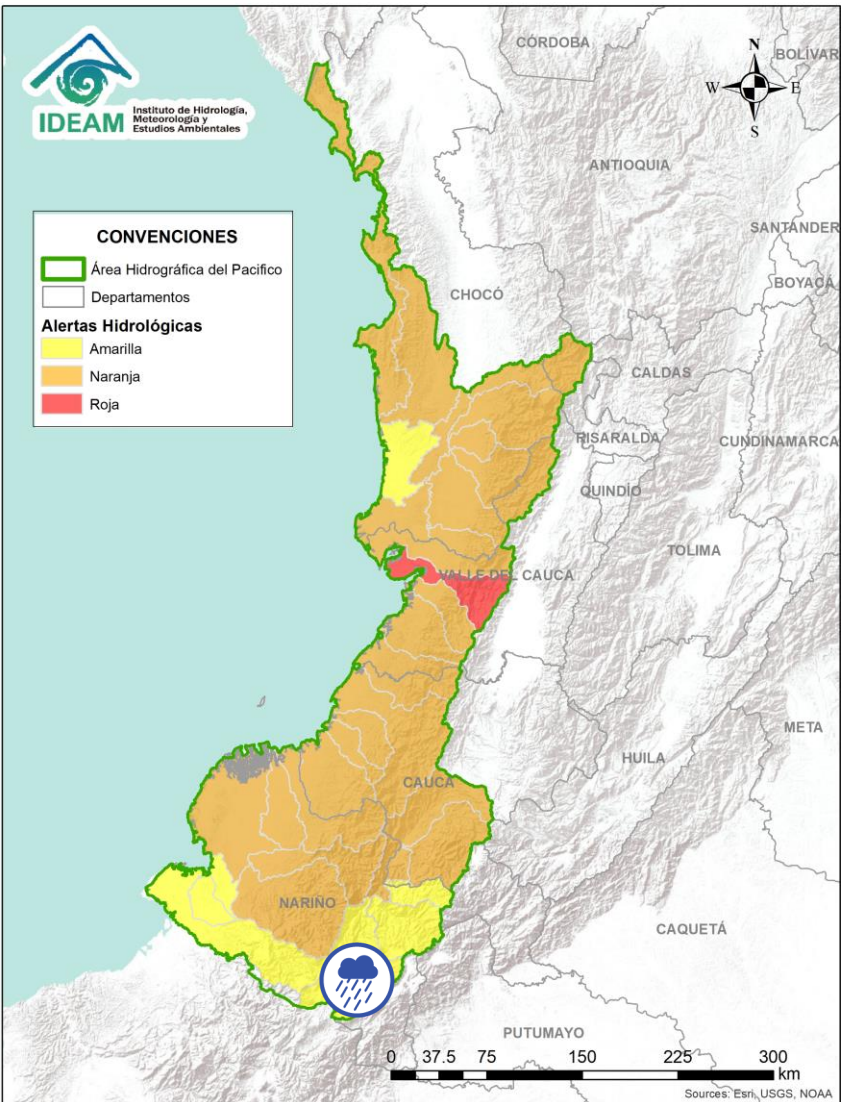 IDEAM
Instituto de Hidrología,
Meteorología y
Estudios Ambientales
N
W
E
S
CÓRDOBA
BOLÍVAR
ANTIOQUIA
SANTANDER
BOYACÁ
CHOCÓ
CALDAS
RISARALDA
CUNDINAMARCA
QUINDÍO
TOLIMA
VALLE DEL CAUCA
META
HUILA
CAUCA
NARIÑO
CAQUETÁ
PUTUMAYO
CONVENCIONES
Área Hidrográfica del Pacifico
Departamentos
Alertas Hidrológicas
Amarilla
Naranja
Roja
0 37.5 75 150 225 300
km
Sources: Esri, USGS, NOAA